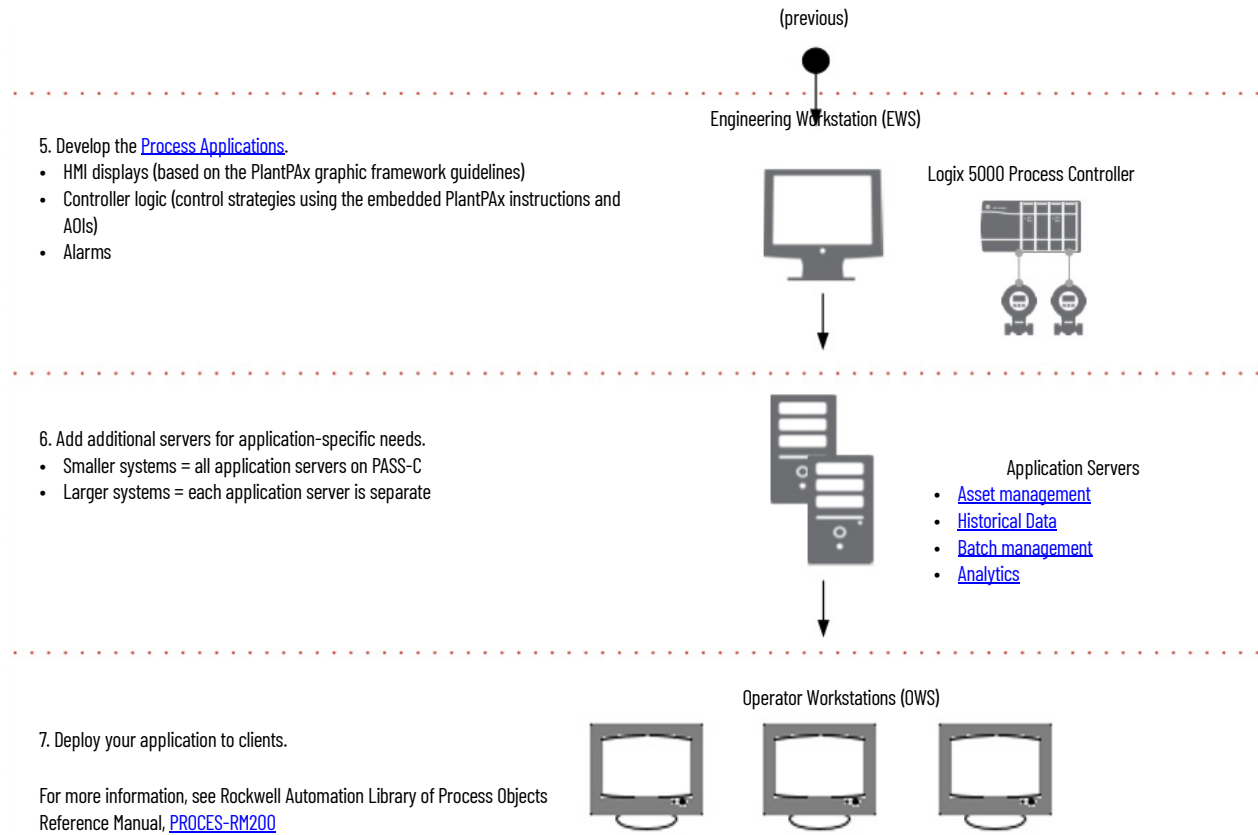 (previous)
Engineering Workstation (EWS)
5. Develop the Process Applications.
• HMI displays (based on the PlantPAx graphic framework guidelines)
• Controller logic (control strategies using the embedded PlantPAx instructions and
AOIs)
• Alarms
Logix 5000 Process Controller
6. Add additional servers for application-specific needs.
• Smaller systems = all application servers on PASS-C
• Larger systems = each application server is separate
Application Servers
• Asset management
• Historical Data
• Batch management
• Analytics
Operator Workstations (OWS)
7. Deploy your application to clients.
For more information, see Rockwell Automation Library of Process Objects
Reference Manual, PROCES-RM200